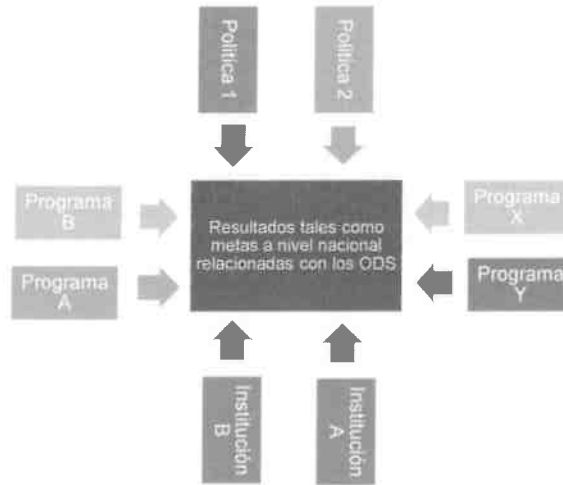 Política 1
Política 2
Programa
B
Programa
A
Resultados tales como
metas a nivel nacional
relacionadas con los ODS
Programa
X
Programa
Y
Institución
B
Institución
A